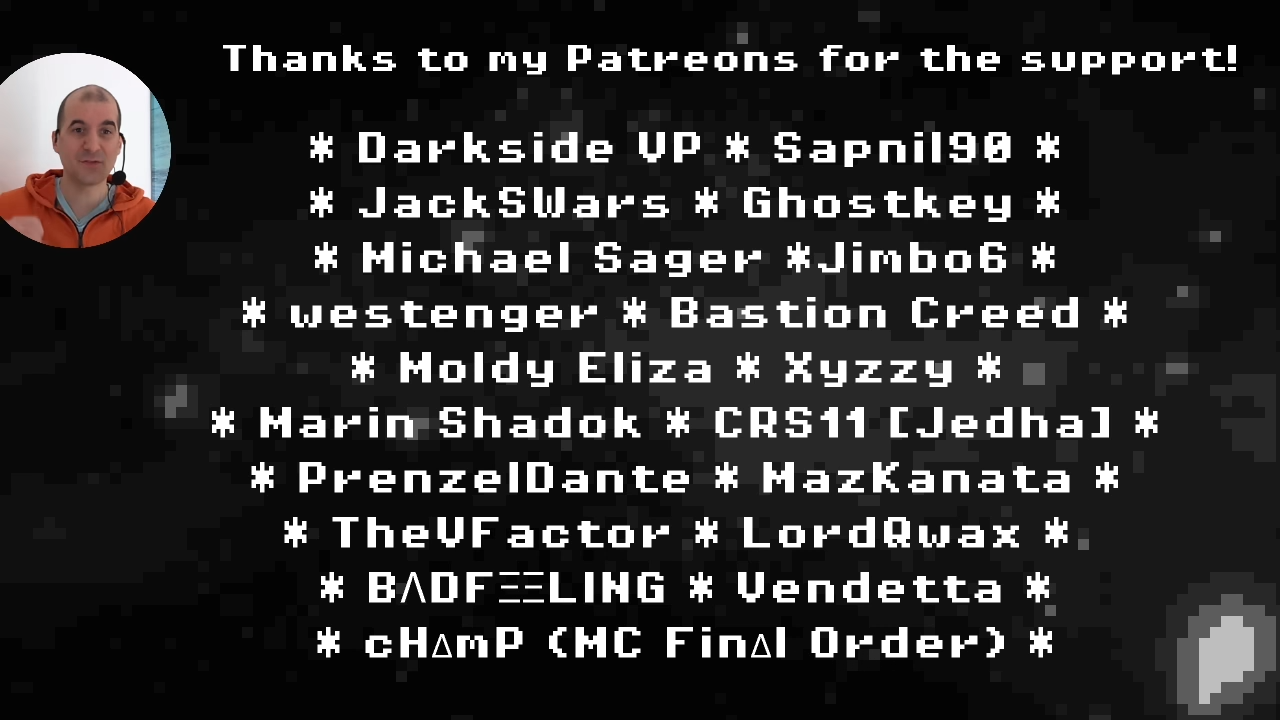 Thanks to my Patreons for the support!
* Darkside VP * Sapnil90 *
* JackSWars * Ghostkey *
* Michael Sager *Jimbo6 *
* westenger * Bastion Creed *
* Moldy Eliza * Xyzzy *
* Marin Shadok * CRS11 [Jedha] *
* PrenzelDante * MazKanata *
* TheVFactor * LordQwax *
* BΛDFΞΞLING * Vendetta *
* cHΔmP (MC FinΔl Order) *